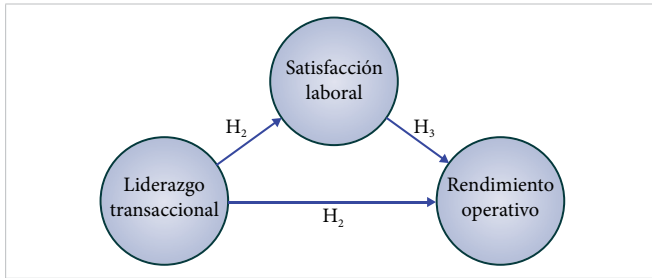 Satisfacción
laboral
H₂
H₃
Liderazgo
transaccional
Rendimiento
operativo
H₂